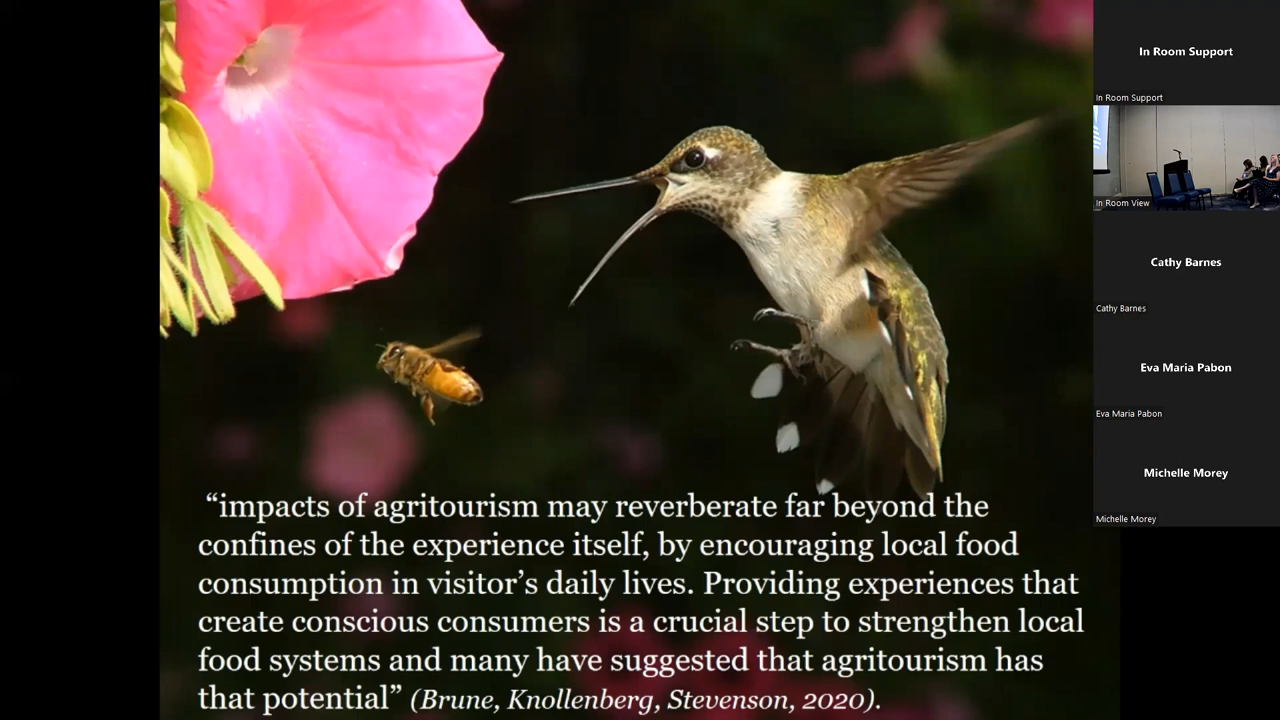 “impacts of agritourism may reverberate far beyond the
confines of the experience itself, by encouraging local food
consumption in visitor’s daily lives. Providing experiences that
create conscious consumers is a crucial step to strengthen local
food systems and many have suggested that agritourism has
that potential” (Brune, Knollenberg, Stevenson, 2020).
In Room Support
In Room Support
In Room View
Cathy Barnes
Cathy Barnes
Eva Maria Pabon
Eva Maria Pabon
Michelle Morey
Michelle Morey